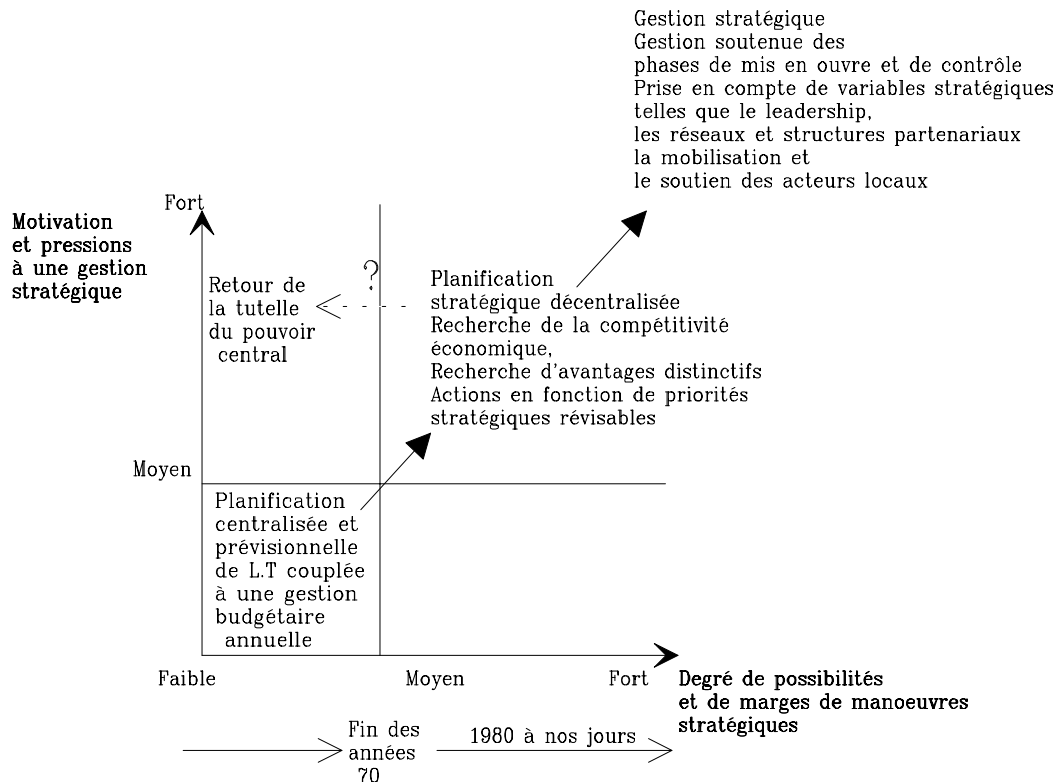 Gestion stratégique
Gestion soutenue des
phases de mis en ouvre et de contrôle
Prise en compte de variables stratégiques
telles que le leadership,
les réseaux et structures partenariaux
la mobilisation et
le soutien des acteurs locaux
Fort
Motivation
et pressions
à une gestion
stratégique
?
Retour de
la tutelle
du pouvoir
central
Planification
stratégique décentralisée
Recherche de la compétitivité
économique,
Recherche d'avantages distinctifs
Actions en fonction de priorités
stratégiques révisables
Moyen
Planification
centralisée et
prévisionnelle
de L.T couplée
à une gestion
budgétaire
annuelle
Faible
Moyen
Fort
Degré de possibilités
et de marges de manoeuvres
stratégiques
Fin des
années
70
1980 à nos jours